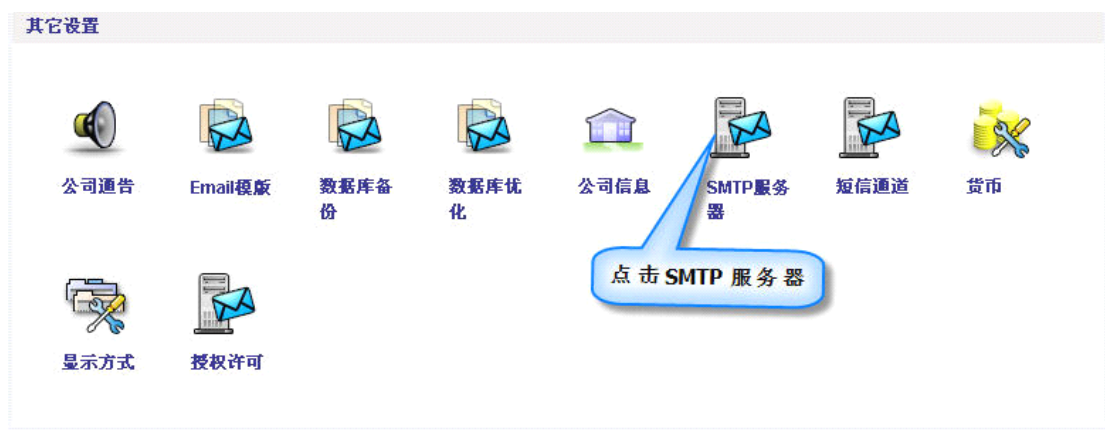 其它设置
公司通告
Email模版
数据库备
份
数据库优
化
公司信息
SMTP服务
器
短信通道
货币
点击SMTP 服务器
显示方式
授权许可